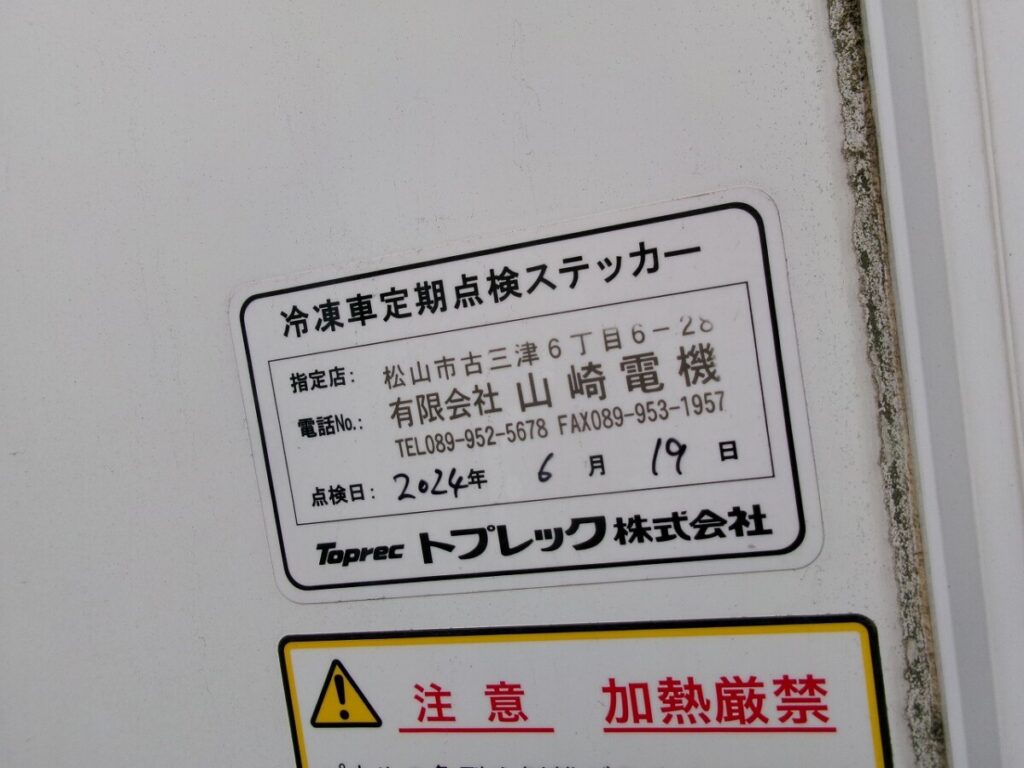 冷凍車定期点検ステッカー
指定店: 松山市古三津6丁目6-28
電話No.: 有限会社 山崎電機
TEL089-952-5678 FAX089-953-1957
点検日: 2024年 6月 19日
Toprec トプレック株式会社
注意 加熱厳禁